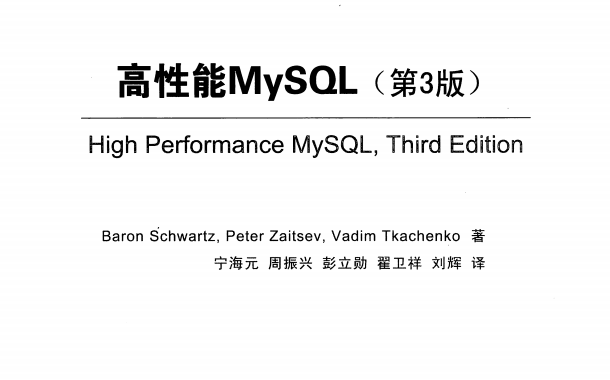 高性能MySQL（第3版）
High Performance MySQL, Third Edition
Baron Schwartz, Peter Zaitsev, Vadim Tkachenko 著
宁海元 周振兴 彭立勋 翟卫祥 刘辉 译